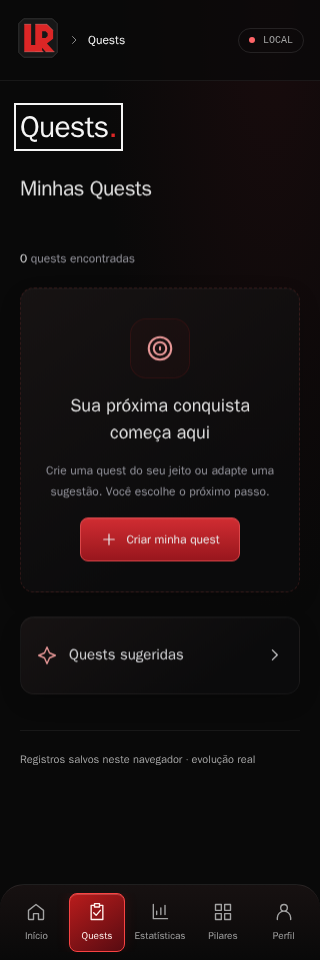 LR
Quests
LOCAL
Quests.
Minhas Quests
0 quests encontradas
Sua próxima conquista
começa aqui
Crie uma quest do seu jeito ou adapte uma
sugestão. Você escolhe o próximo passo.
Criar minha quest
Quests sugeridas
Registros salvos neste navegador · evolução real
Início
Quests
Estatísticas
Pilares
Perfil